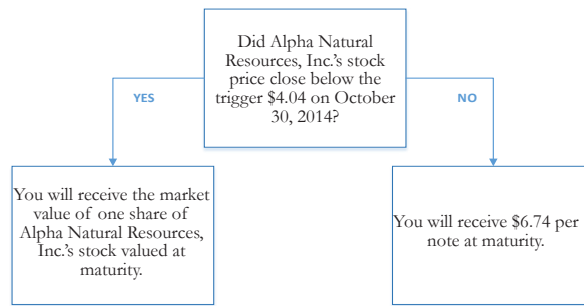 Did Alpha Natural
Resources, Inc.'s stock
price close below the
trigger $4.04 on October
30, 2014?
YES
NO
You will receive the market
value of one share of
Alpha Natural Resources,
Inc.'s stock valued at
maturity.
You will receive $6.74 per
note at maturity.